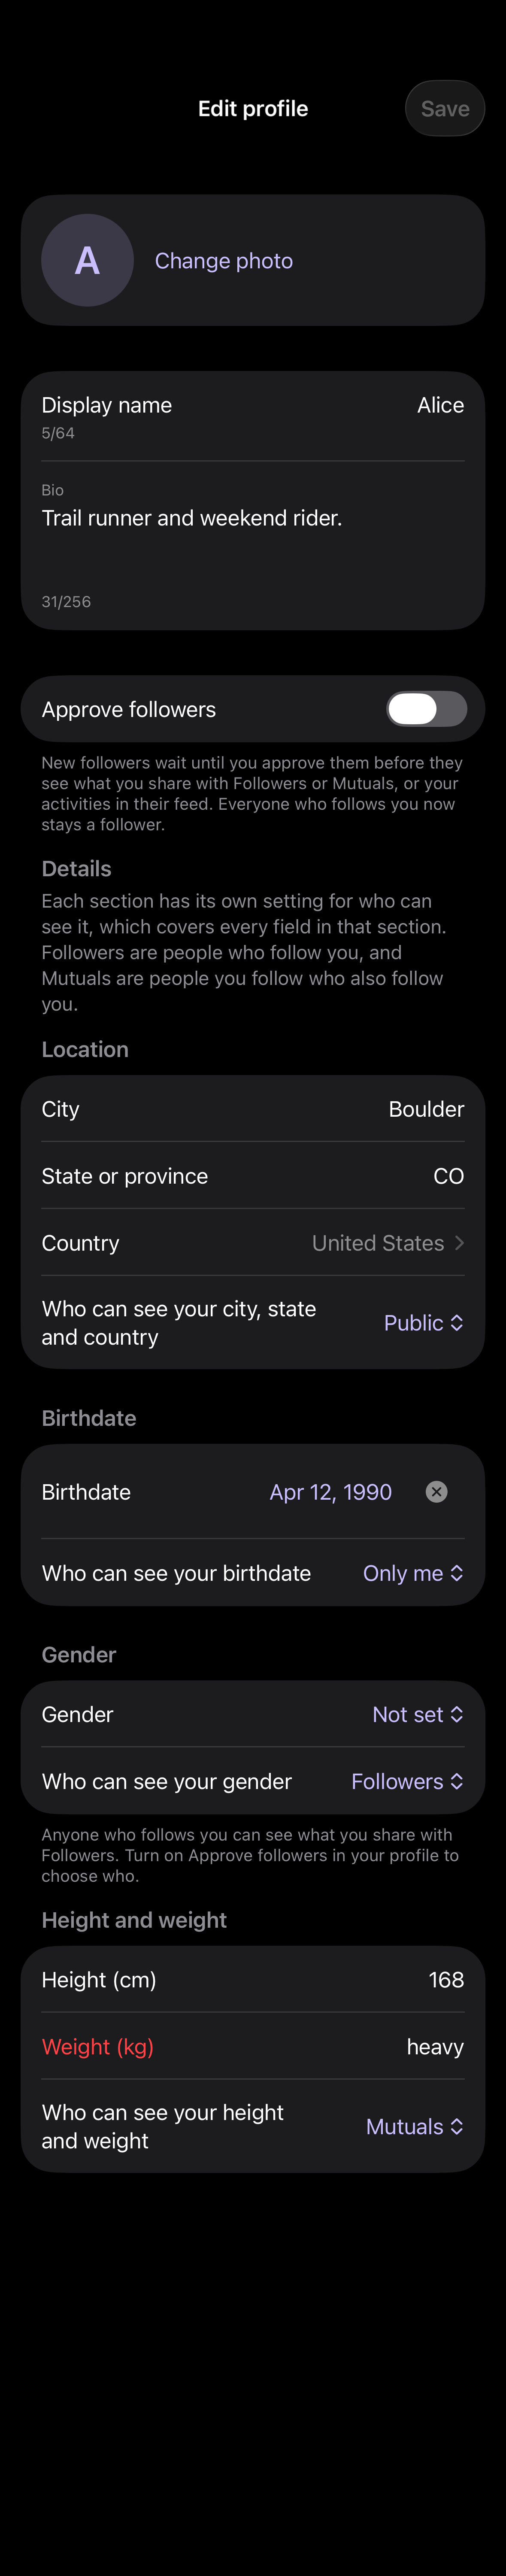 Edit profile
Save
A
Change photo
Display name
Alice
5/64
Bio
Trail runner and weekend rider.
31/256
Approve followers
New followers wait until you approve them before they
see what you share with Followers or Mutuals, or your
activities in their feed. Everyone who follows you now
stays a follower.
Details
Each section has its own setting for who can
see it, which covers every field in that section.
Followers are people who follow you, and
Mutuals are people you follow who also follow
you.
Location
City
Boulder
State or province
CO
Country
United States
Who can see your city, state
and country
Public
Birthdate
Birthdate
Apr 12, 1990
Who can see your birthdate
Only me
Gender
Gender
Not set
Who can see your gender
Followers
Anyone who follows you can see what you share with
Followers. Turn on Approve followers in your profile to
choose who.
Height and weight
Height (cm)
168
Weight (kg)
heavy
Who can see your height
and weight
Mutuals